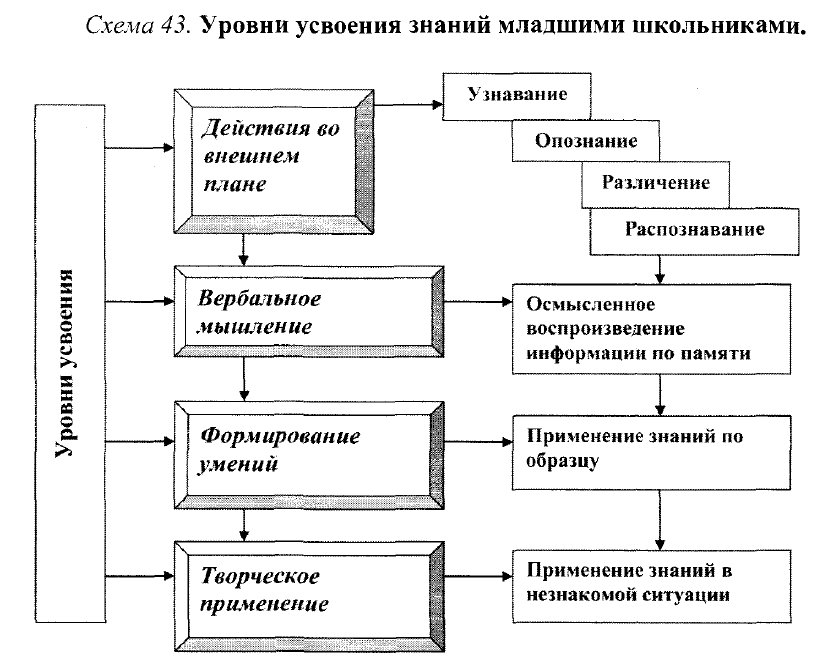 Схема 43. Уровни усвоения знаний младшими школьниками.
Уровни усвоения
Действия во
внешнем
плане
Узнавание
Опознание
Различение
Распознавание
Вербальное
мышление
Осмысленное
воспроизведение
информации по памяти
Формирование
умений
Применение знаний по
образцу
Творческое
применение
Применение знаний в
незнакомой ситуации